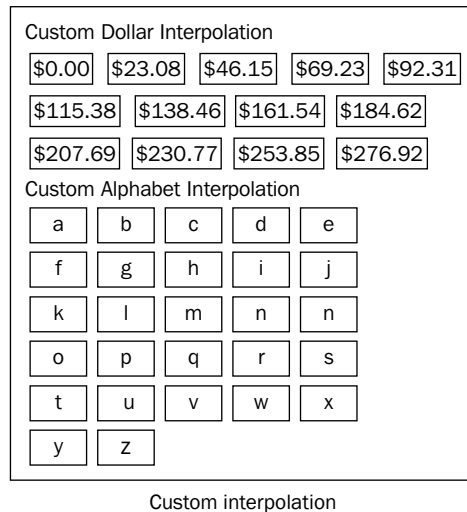 Custom Dollar Interpolation
$0.00 $23.08 $46.15 $69.23 $92.31
$115.38 $138.46 $161.54 $184.62
$207.69 $230.77 $253.85 $276.92
Custom Alphabet Interpolation
a b c d e
f g h i j
k l m n n
o p q r s
t u v w x
y z
Custom interpolation